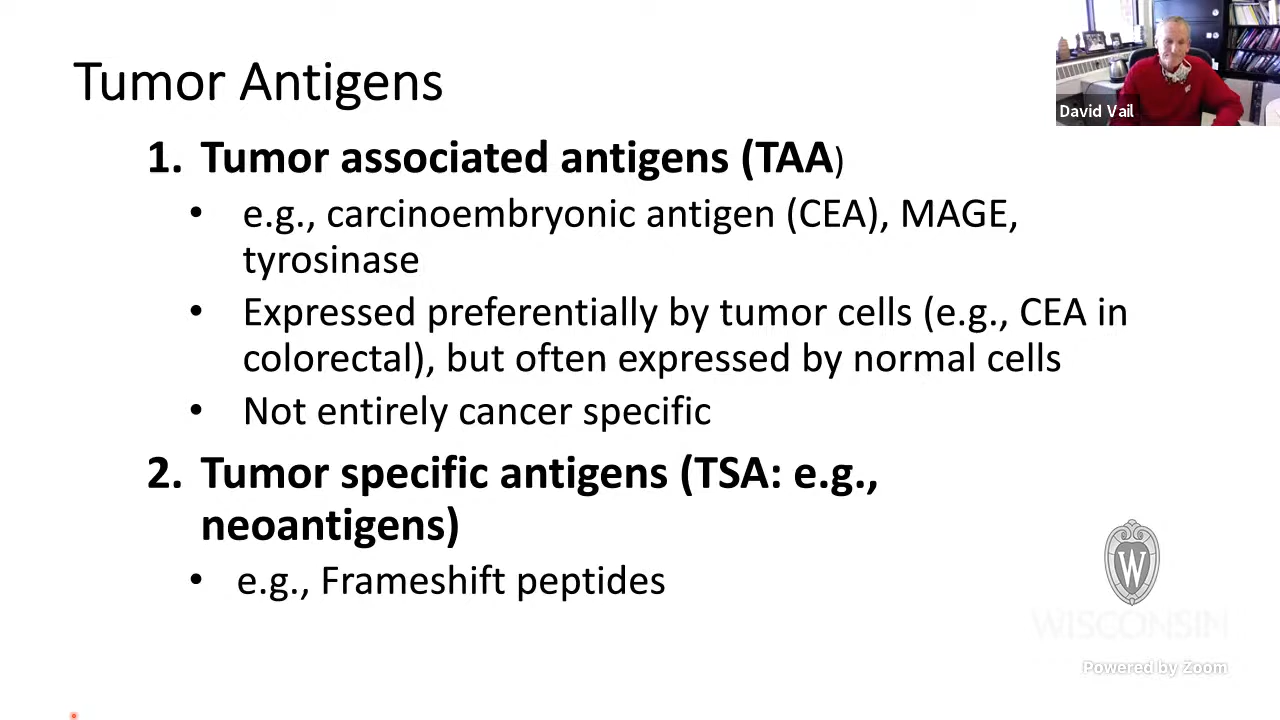 Tumor Antigens
David Vail
1. Tumor associated antigens (TAA)
• e.g., carcinoembryonic antigen (CEA), MAGE,
tyrosinase
• Expressed preferentially by tumor cells (e.g., CEA in
colorectal), but often expressed by normal cells
• Not entirely cancer specific
2. Tumor specific antigens (TSA: e.g.,
neoantigens)
• e.g., Frameshift peptides
W
WISCONSIN
Powered by Zoom